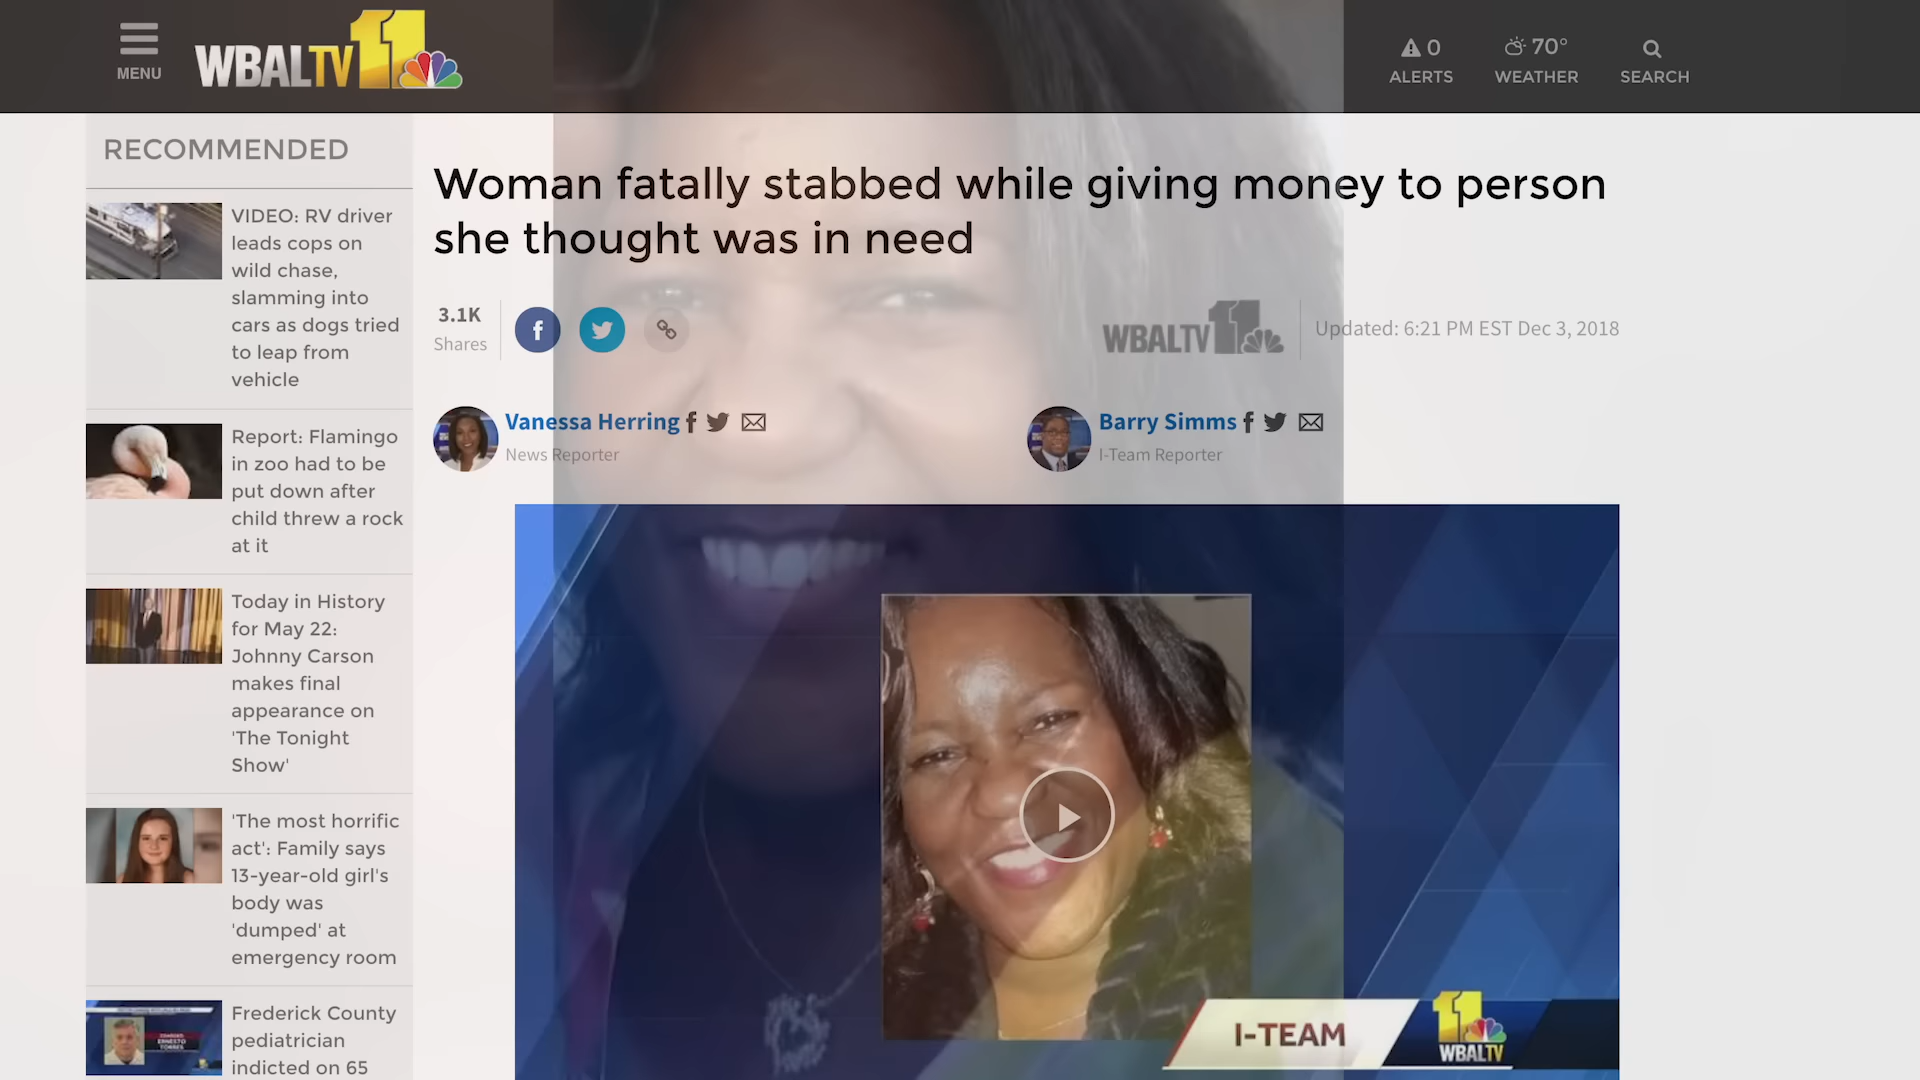 MENU
WBALTV 11
0
ALERTS
70°
WEATHER
SEARCH
RECOMMENDED
VIDEO: RV driver
leads cops on
wild chase,
slamming into
cars as dogs tried
to leap from
vehicle
Report: Flamingo
in zoo had to be
put down after
child threw a rock
at it
Today in History
for May 22:
Johnny Carson
makes final
appearance on
'The Tonight
Show'
'The most horrific
act': Family says
13-year-old girl's
body was
'dumped' at
emergency room
Frederick County
pediatrician
indicted on 65
Woman fatally stabbed while giving money to person
she thought was in need
3.1K
Shares
WBALTV 11
Updated: 6:21 PM EST Dec 3, 2018
Vanessa Herring
News Reporter
Barry Simms
I-Team Reporter
I-TEAM
11
WBALTV